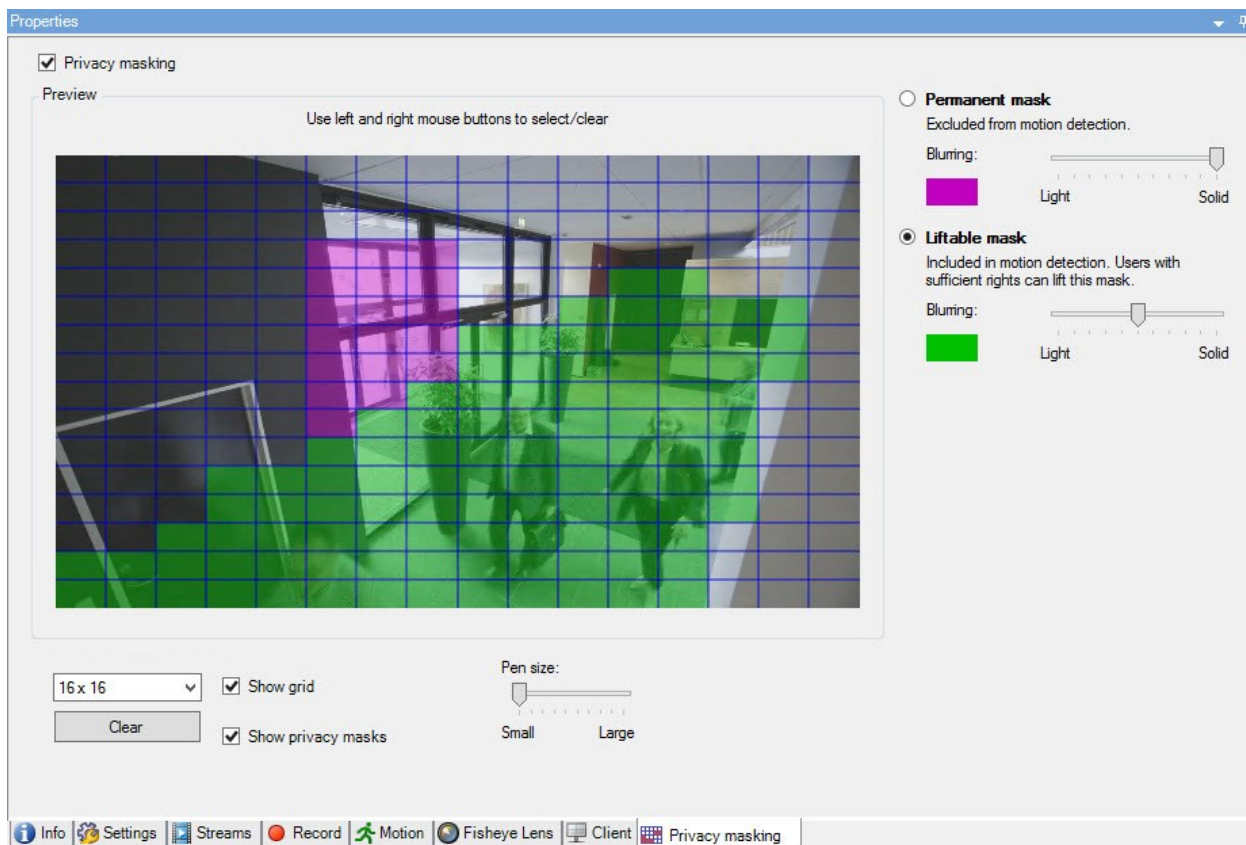 Properties
Privacy masking
Preview
Use left and right mouse buttons to select/clear
Permanent mask
Excluded from motion detection.
Blurring:
Light Solid
Liftable mask
Included in motion detection. Users with
sufficient rights can lift this mask.
Blurring:
Light Solid
16 x 16
Show grid
Clear
Show privacy masks
Pen size:
Small Large
Info Settings Streams Record Motion Fisheye Lens Client Privacy masking